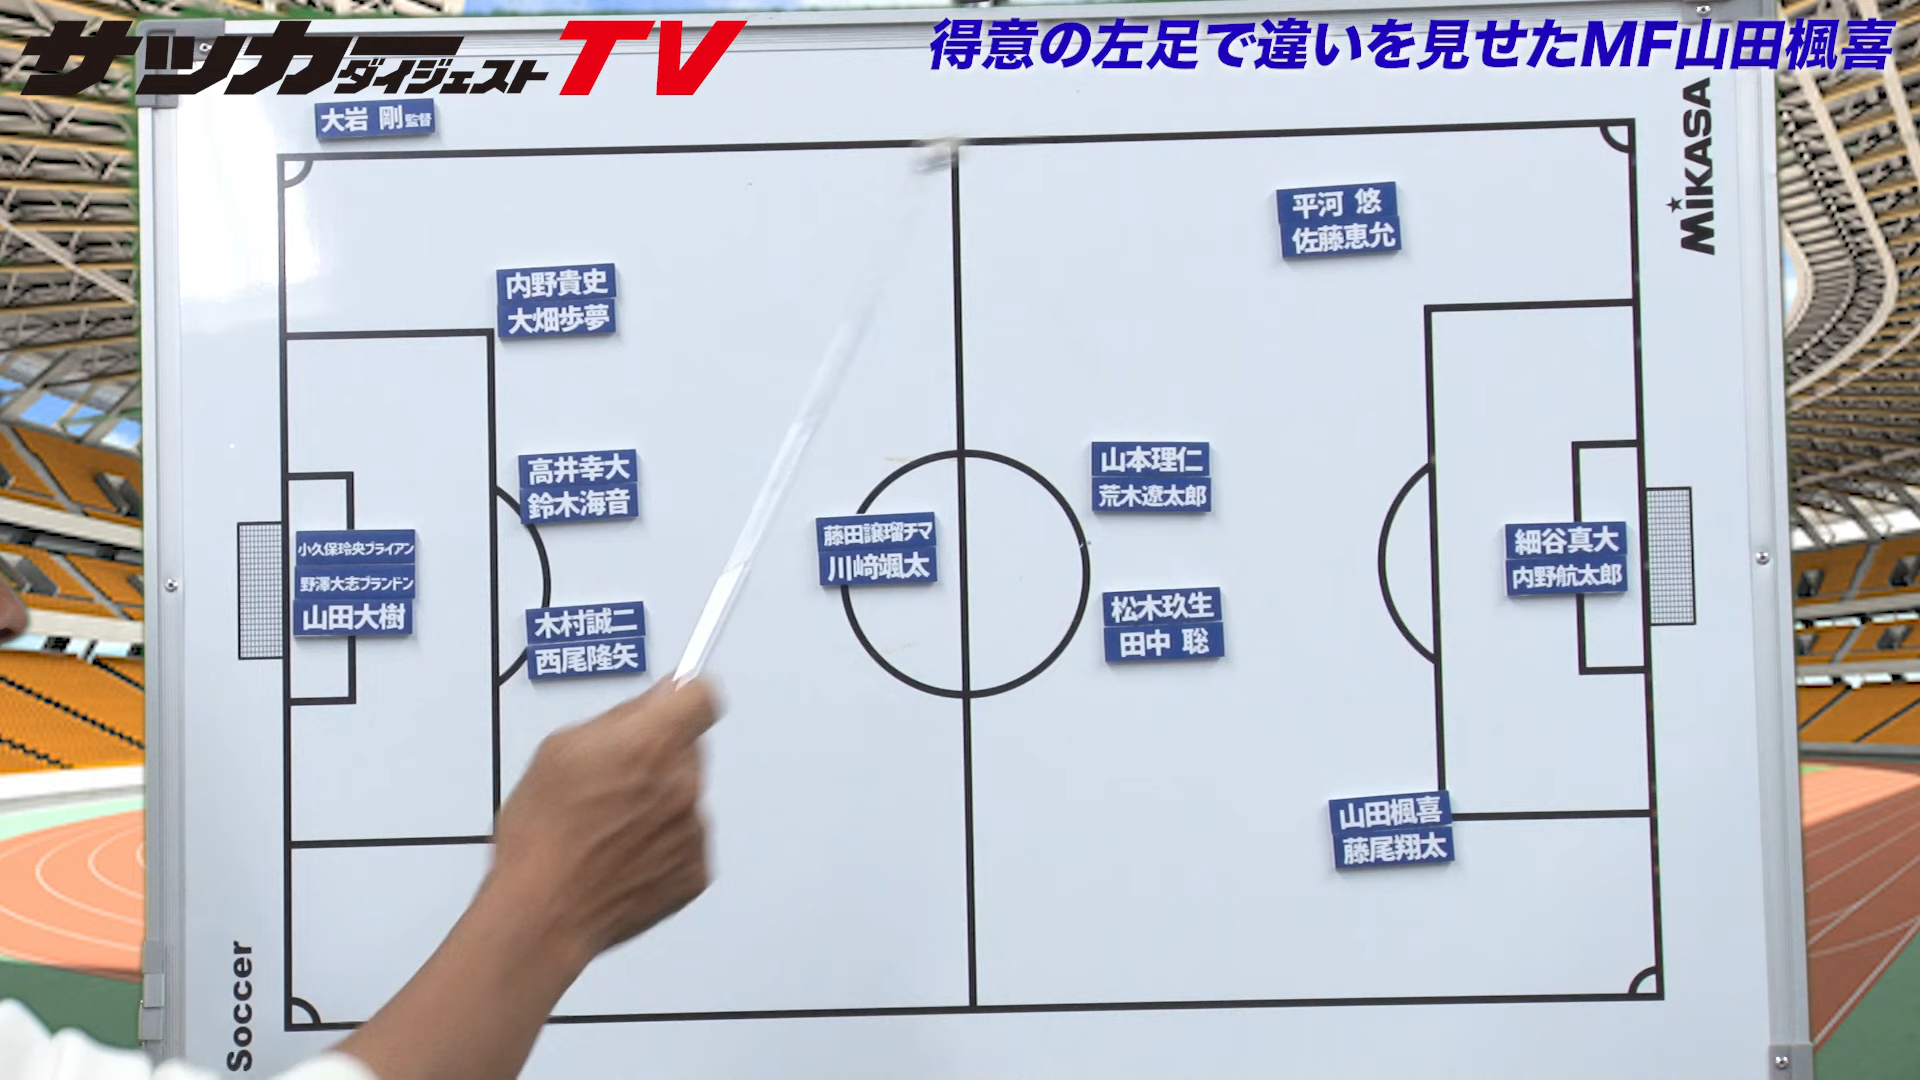 サッカーダイジェストTV
得意の左足で違いを見せたMF山田楓喜
大岩 剛 監督
MIKASA
平河 悠
佐藤恵允
内野貴史
大畑歩夢
高井幸大
鈴木海音
山本理仁
荒木遼太郎
藤田譲瑠チマ
川﨑颯太
小久保玲央ブライアン
野澤大志ブランドン
山田大樹
細谷真大
内野航太郎
木村誠二
西尾隆矢
松木玖生
田中 聡
山田楓喜
藤尾翔太
Soccer